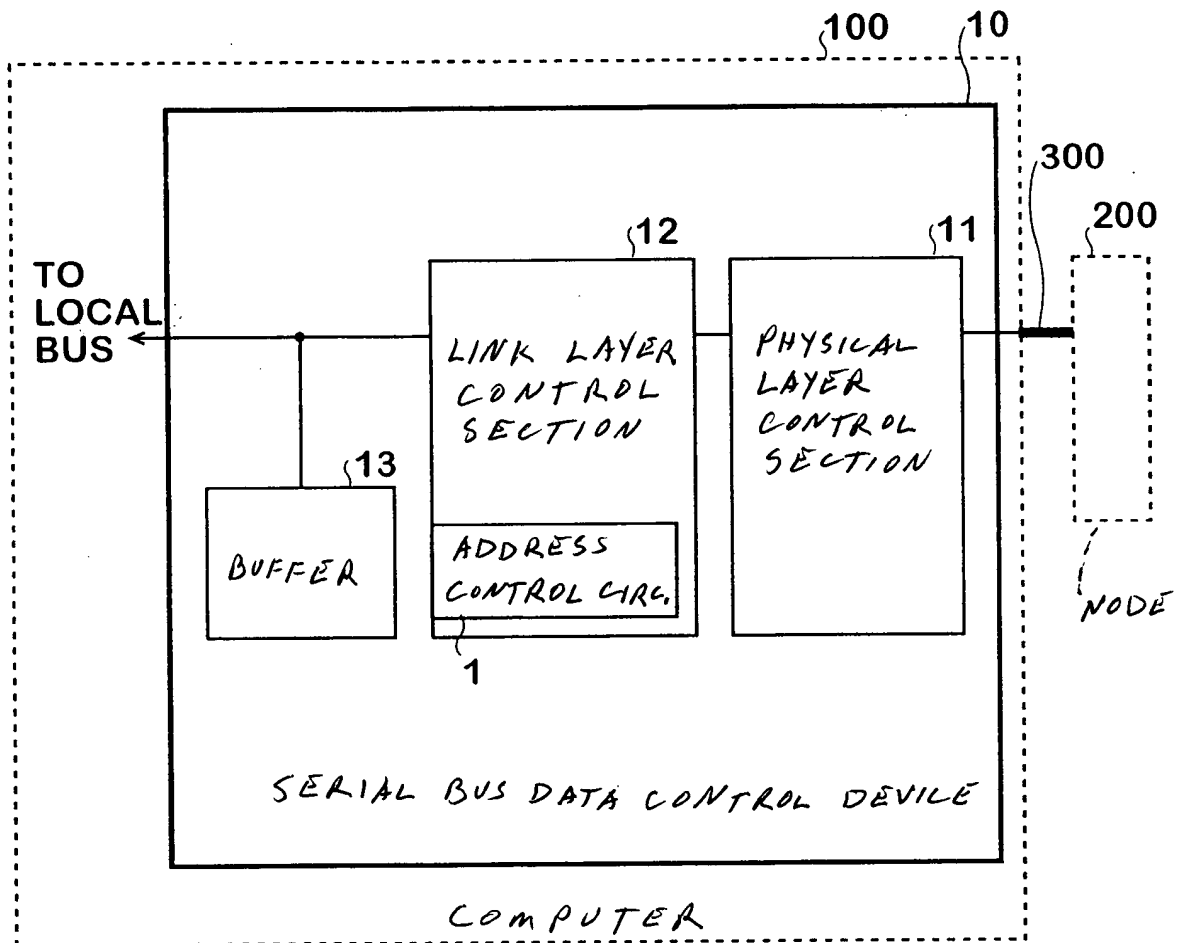 100
10
300
200
12
11
TO
LOCAL
BUS
LINK LAYER
CONTROL
SECTION
PHYSICAL
LAYER
CONTROL
SECTION
13
BUFFER
ADDRESS
CONTROL CIRC.
1
NODE
SERIAL BUS DATA CONTROL DEVICE
COMPUTER